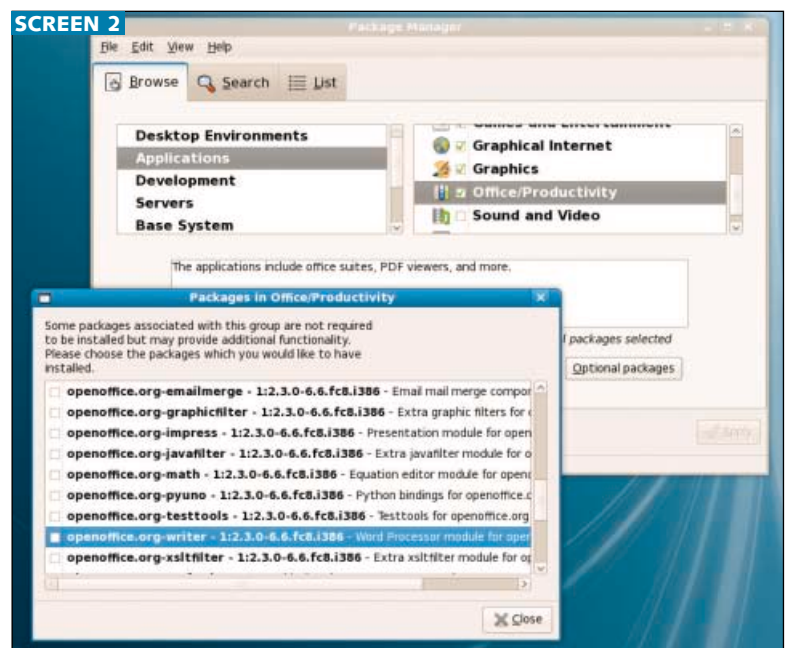 SCREEN 2
Package Manager
File Edit View Help
Browse Search List
Desktop Environments
Applications
Development
Servers
Base System
Games and Entertainment
Graphical Internet
Graphics
Office/Productivity
Sound and Video
The applications include office suites, PDF viewers, and more.
packages selected
Optional packages
Apply
Packages in Office/Productivity
Some packages associated with this group are not required
to be installed but may provide additional functionality.
Please choose the packages which you would like to have
installed.
openoffice.org-emailmerge - 1:2.3.0-6.6.fc8.i386 - Email mail merge compor
openoffice.org-graphicfilter - 1:2.3.0-6.6.fc8.i386 - Extra graphic filters for
openoffice.org-impress - 1:2.3.0-6.6.fc8.i386 - Presentation module for open
openoffice.org-javafilter - 1:2.3.0-6.6.fc8.i386 - Extra javafilter module for o
openoffice.org-math - 1:2.3.0-6.6.fc8.i386 - Equation editor module for open
openoffice.org-pyuno - 1:2.3.0-6.6.fc8.i386 - Python bindings for openoffice.
openoffice.org-testtools - 1:2.3.0-6.6.fc8.i386 - Testtools for openoffice.org
openoffice.org-writer - 1:2.3.0-6.6.fc8.i386 - Word Processor module for oper
openoffice.org-xsltfilter - 1:2.3.0-6.6.fc8.i386 - Extra xsltfilter module for op
Close